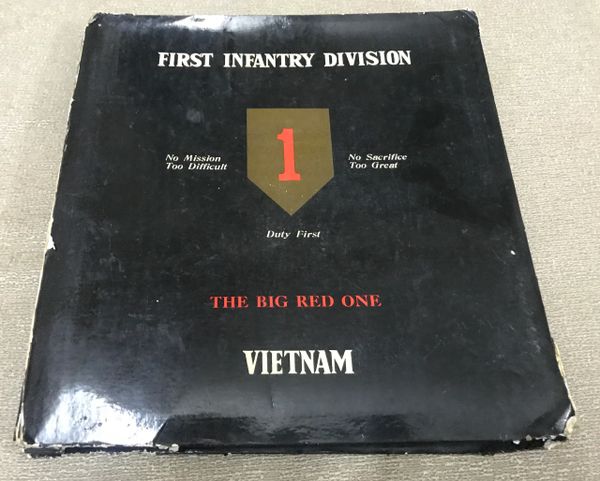 FIRST INFANTRY DIVISION
1
No Mission
Too Difficult
No Sacrifice
Too Great
Duty First
THE BIG RED ONE
VIETNAM